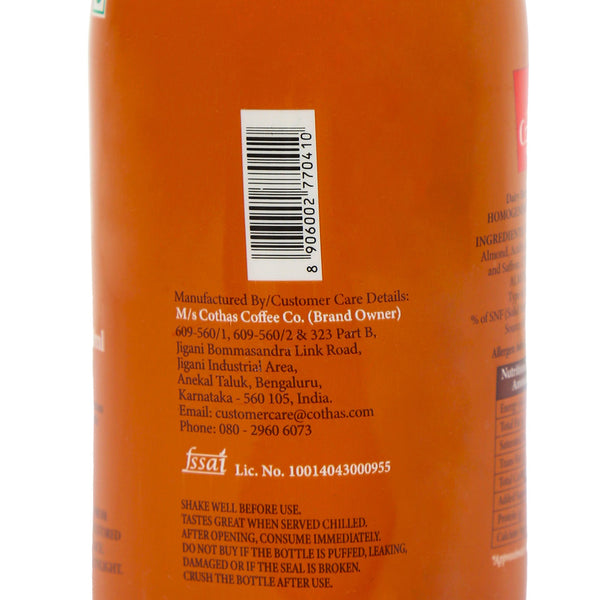 8 906002 770410
Manufactured By/Customer Care Details:
M/s Cothas Coffee Co. (Brand Owner)
609-560/1, 609-560/2 & 323 Part B,
Jigani Bommasandra Link Road,
Jigani Industrial Area,
Anekal Taluk, Bengaluru,
Karnataka - 560 105, India.
Email: customercare@cothas.com
Phone: 080 - 2960 6073
fssai Lic. No. 10014043000955
SHAKE WELL BEFORE USE.
TASTES GREAT WHEN SERVED CHILLED.
AFTER OPENING, CONSUME IMMEDIATELY.
DO NOT BUY IF THE BOTTLE IS PUFFED, LEAKING,
DAMAGED OR IF THE SEAL IS BROKEN.
CRUSH THE BOTTLE AFTER USE.
INGREDIENT
Almond,
and
% of SNF